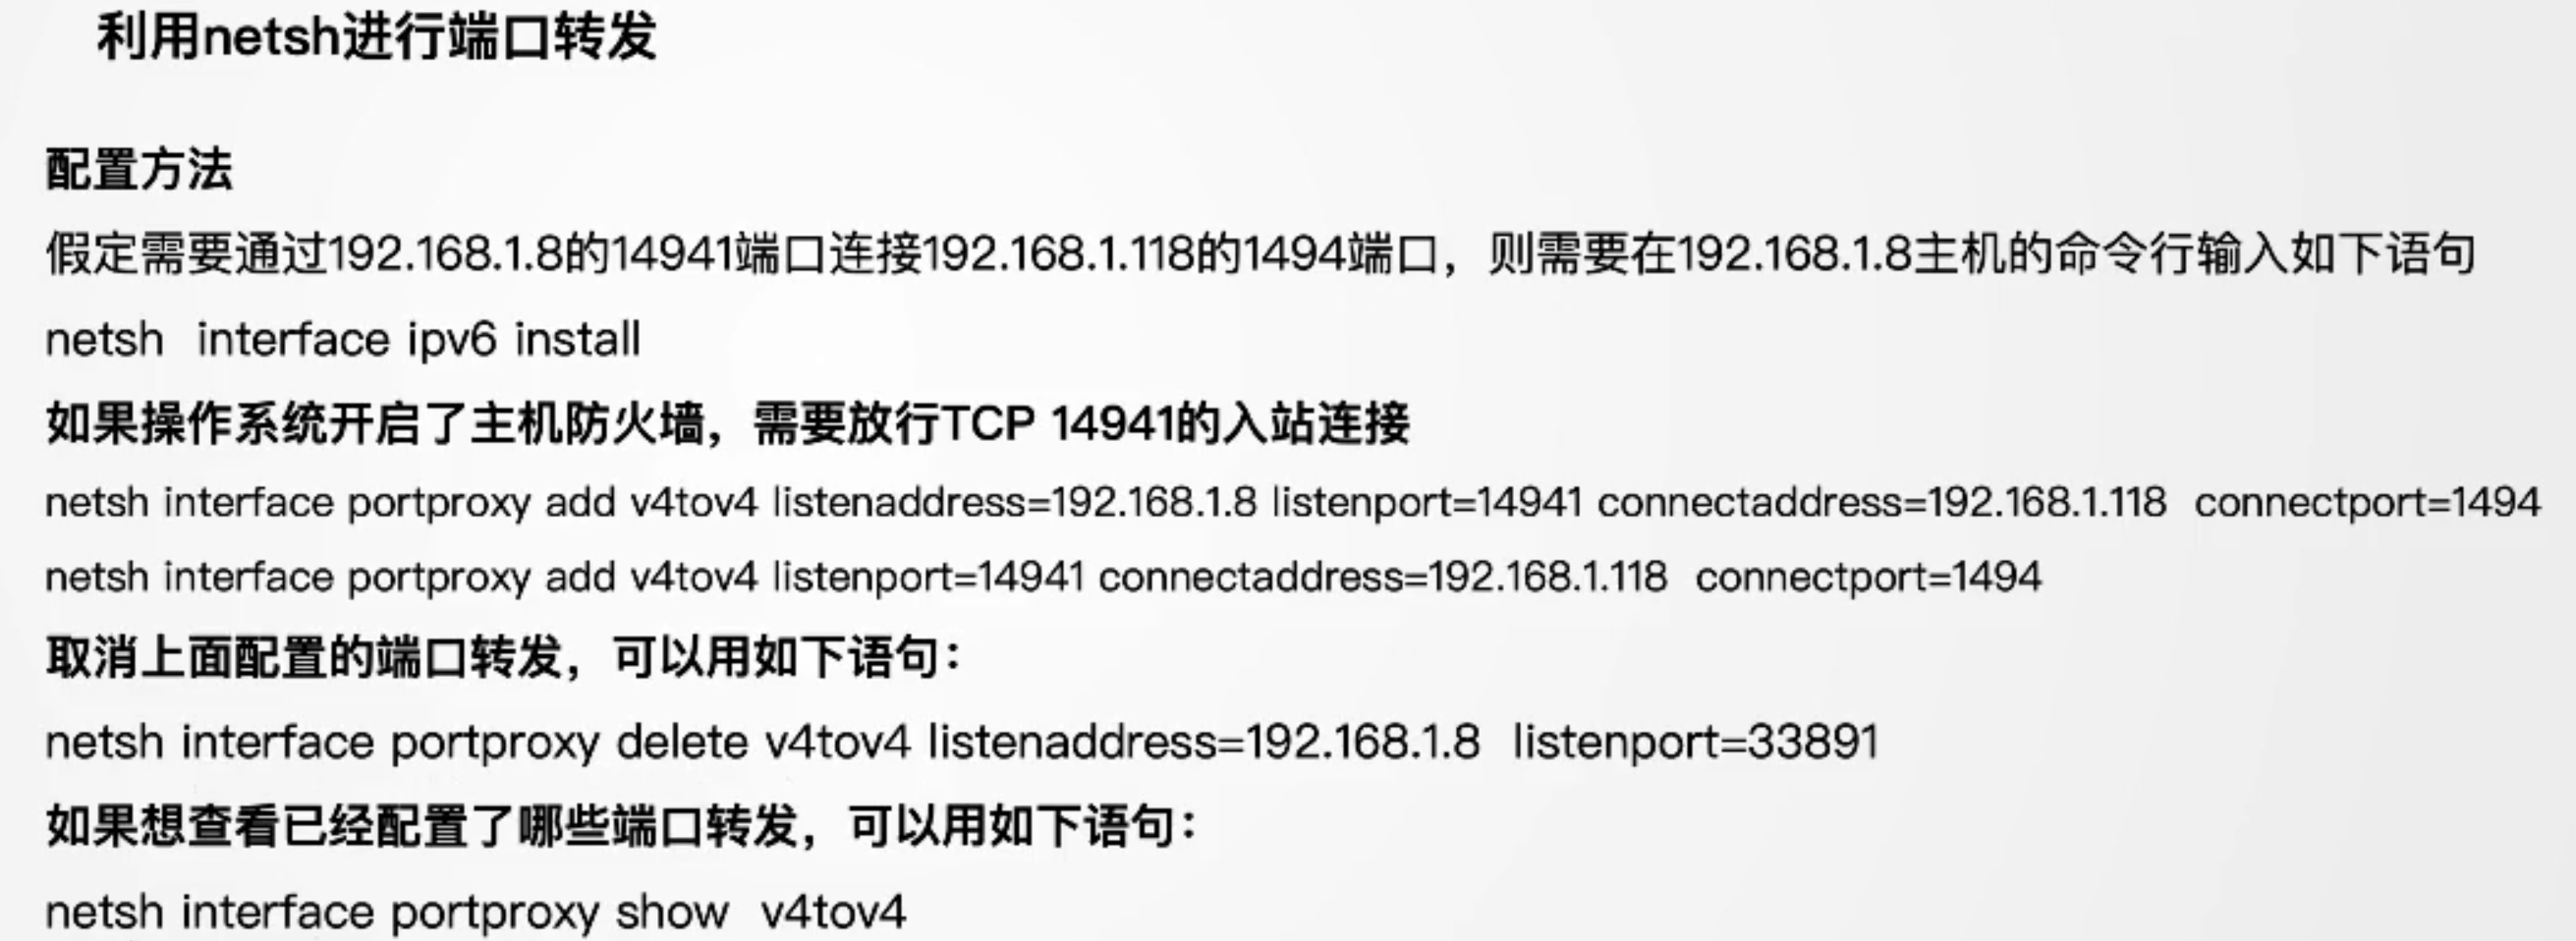 利用netsh进行端口转发
配置方法
假定需要通过192.168.1.8的14941端口连接192.168.1.118的1494端口，则需要在192.168.1.8主机的命令行输入如下语句
netsh  interface ipv6 install
如果操作系统开启了主机防火墙，需要放行TCP 14941的入站连接
netsh interface portproxy add v4tov4 listenaddress=192.168.1.8 listenport=14941 connectaddress=192.168.1.118  connectport=1494
netsh interface portproxy add v4tov4 listenport=14941 connectaddress=192.168.1.118  connectport=1494
取消上面配置的端口转发，可以用如下语句：
netsh interface portproxy delete v4tov4 listenaddress=192.168.1.8  listenport=33891
如果想查看已经配置了哪些端口转发，可以用如下语句：
netsh interface portproxy show  v4tov4